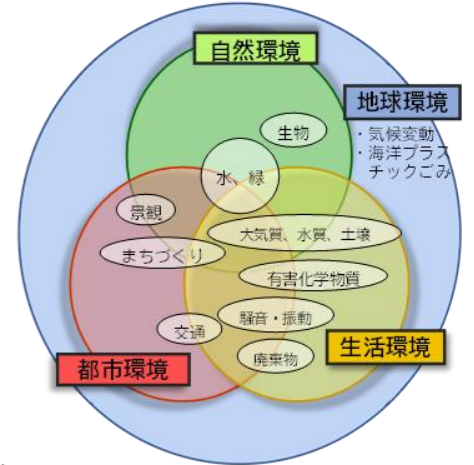 自然環境
地球環境
・気候変動
・海洋プラス
チックごみ
生物
水、緑
景観
大気質、水質、土壌
まちづくり
有害化学物質
騒音・振動
交通
生活環境
廃棄物
都市環境